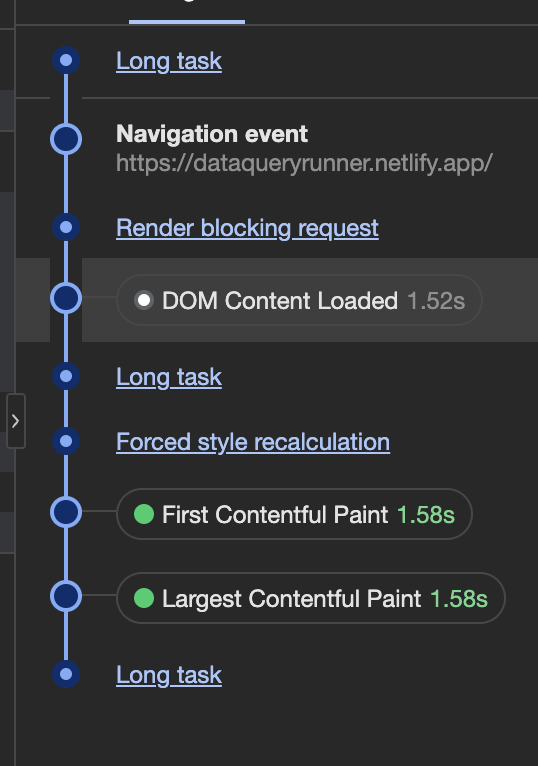 Long task
Navigation event
https://dataqueryrunner.netlify.app/
Render blocking request
DOM Content Loaded 1.52s
Long task
Forced style recalculation
First Contentful Paint 1.58s
Largest Contentful Paint 1.58s
Long task